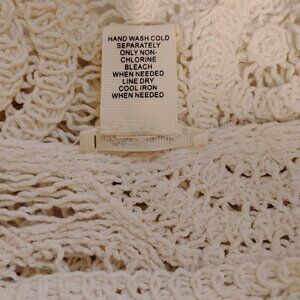 HAND WASH COLD
SEPARATELY
ONLY NON-
CHLORINE
BLEACH
WHEN NEEDED
LINE DRY
COOL IRON
WHEN NEEDED